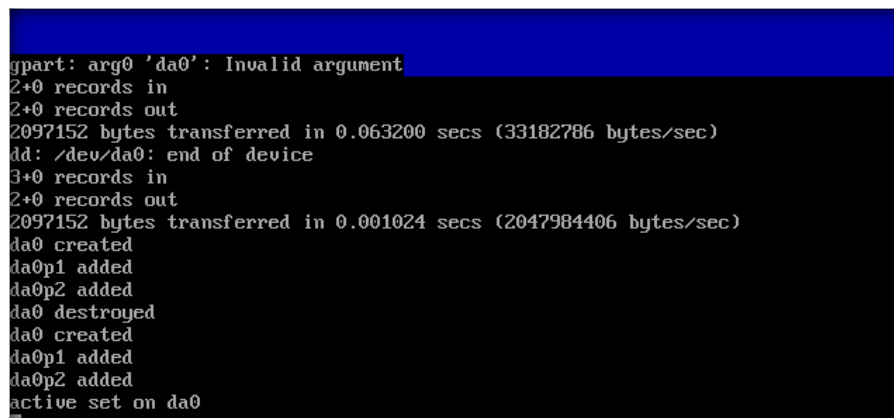 gpart: arg0 'da0': Invalid argument
2+0 records in
2+0 records out
2097152 bytes transferred in 0.063200 secs (33182786 bytes/sec)
dd: /dev/da0: end of device
3+0 records in
2+0 records out
2097152 bytes transferred in 0.001024 secs (2047984406 bytes/sec)
da0 created
da0p1 added
da0p2 added
da0 destroyed
da0 created
da0p1 added
da0p2 added
active set on da0